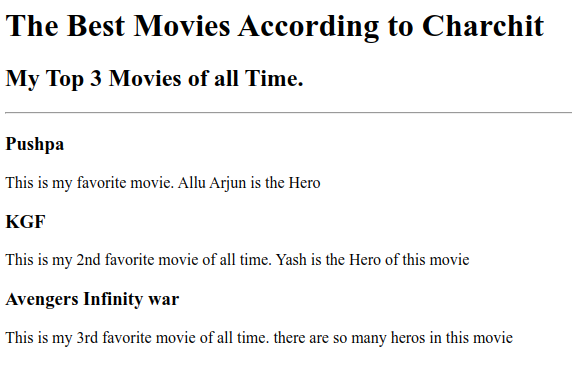 The Best Movies According to Charchit
My Top 3 Movies of all Time.
Pushpa
This is my favorite movie. Allu Arjun is the Hero
KGF
This is my 2nd favorite movie of all time. Yash is the Hero of this movie
Avengers Infinity war
This is my 3rd favorite movie of all time. there are so many heros in this movie